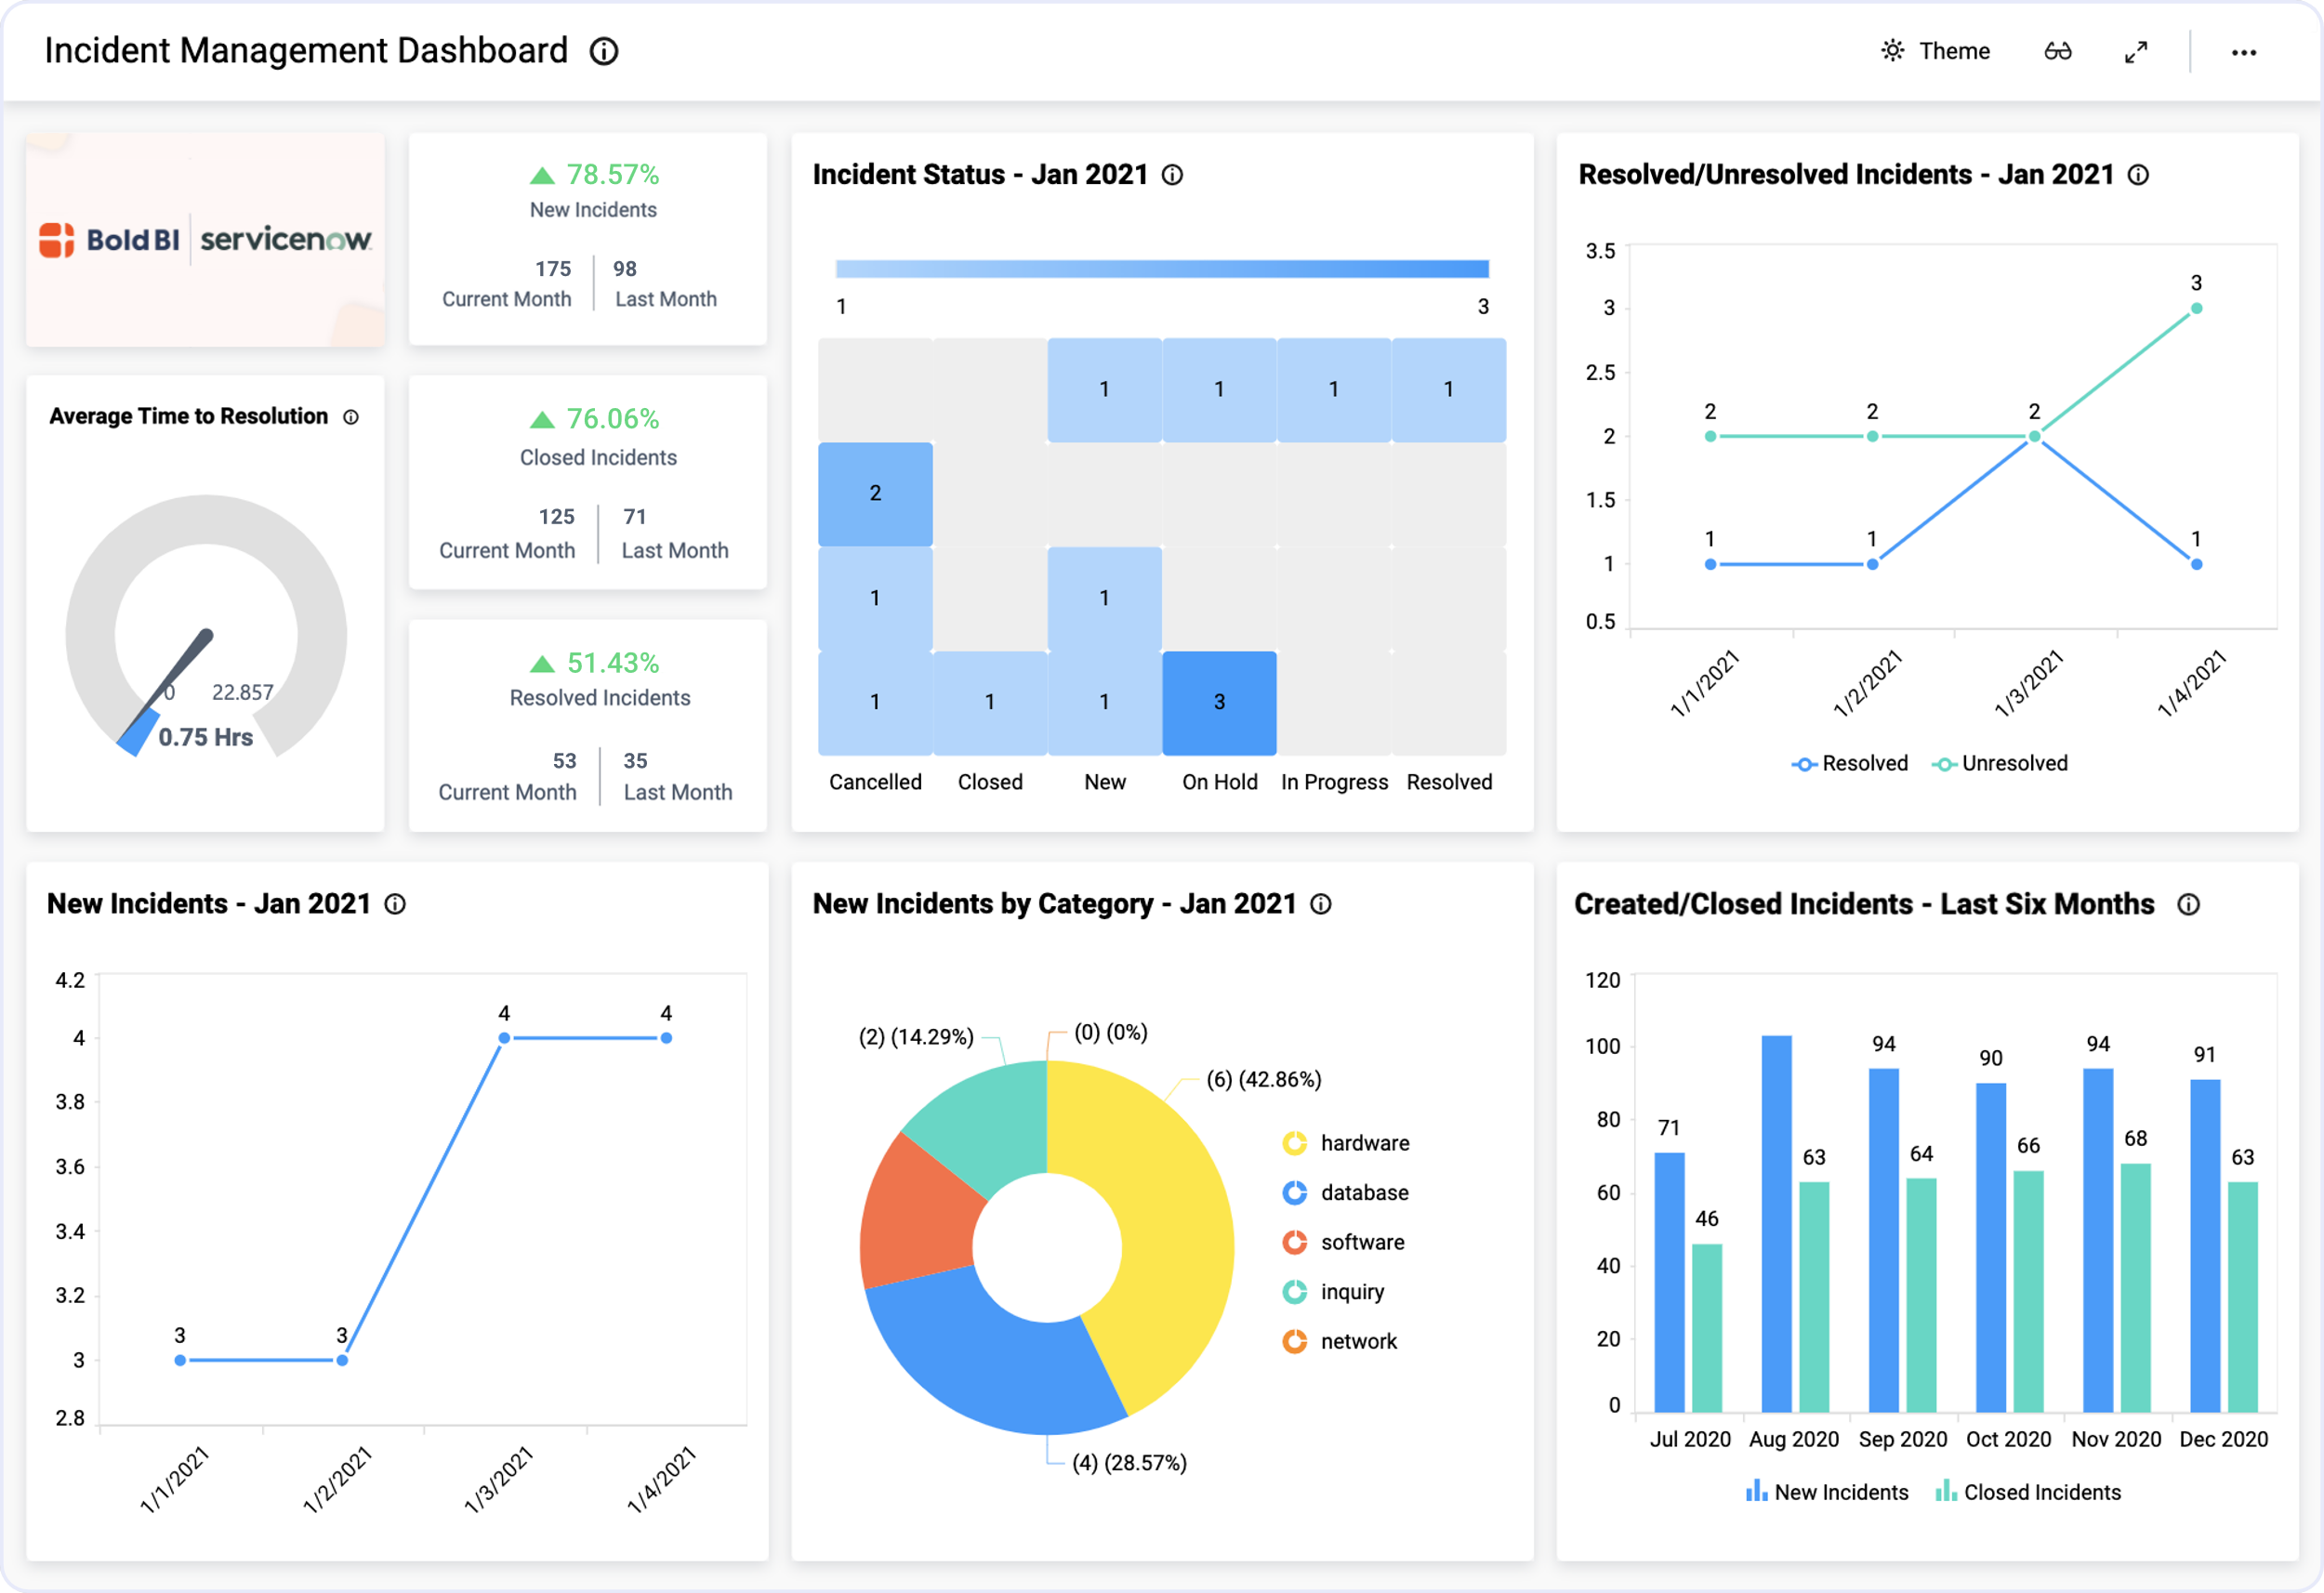 Incident Management Dashboard
Theme
Bold BI
servicenow
78.57%
New Incidents
175
98
Current Month
Last Month
Average Time to Resolution
0
22.857
0.75 Hrs
76.06%
Closed Incidents
125
71
Current Month
Last Month
51.43%
Resolved Incidents
53
35
Current Month
Last Month
Incident Status - Jan 2021
1
3
1
1
1
1
2
1
1
1
1
1
3
Cancelled
Closed
New
On Hold
In Progress
Resolved
Resolved/Unresolved Incidents - Jan 2021
3.5
3
2.5
2
1.5
1
0.5
2
2
2
3
1
1
1
1/1/2021
1/2/2021
1/3/2021
1/4/2021
Resolved
Unresolved
New Incidents - Jan 2021
4.2
4
3.8
3.6
3.4
3.2
3
2.8
3
3
4
4
1/1/2021
1/2/2021
1/3/2021
1/4/2021
New Incidents by Category - Jan 2021
(2) (14.29%)
(0) (0%)
(6) (42.86%)
(4) (28.57%)
hardware
database
software
inquiry
network
Created/Closed Incidents - Last Six Months
120
100
80
60
40
20
0
71
46
63
94
64
90
66
94
68
91
63
Jul 2020
Aug 2020
Sep 2020
Oct 2020
Nov 2020
Dec 2020
New Incidents
Closed Incidents